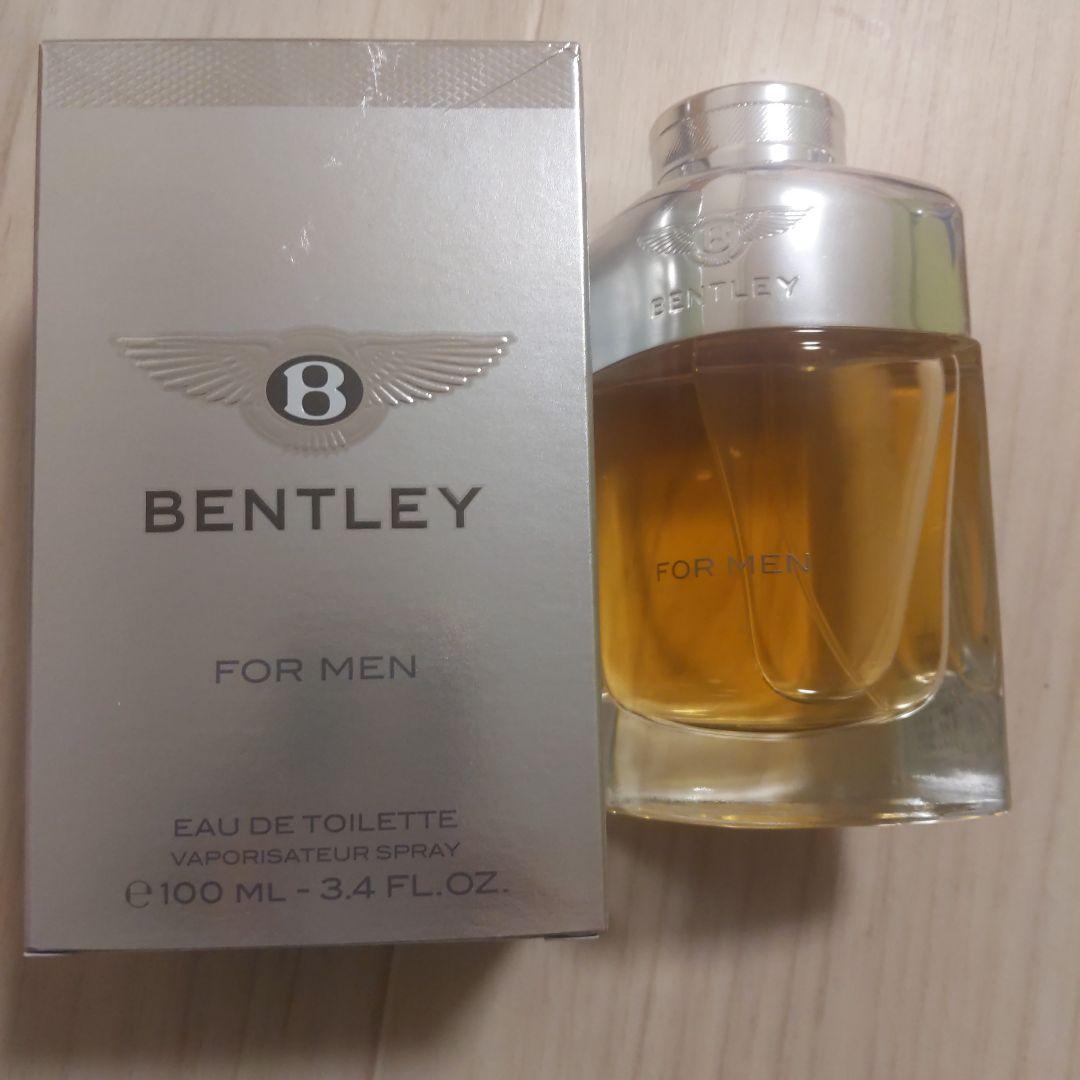 B
BENTLEY
FOR MEN
EAU DE TOILETTE
VAPORISATEUR SPRAY
℮ 100 ML - 3.4 FL.OZ.
B
BENTLEY
FOR MEN